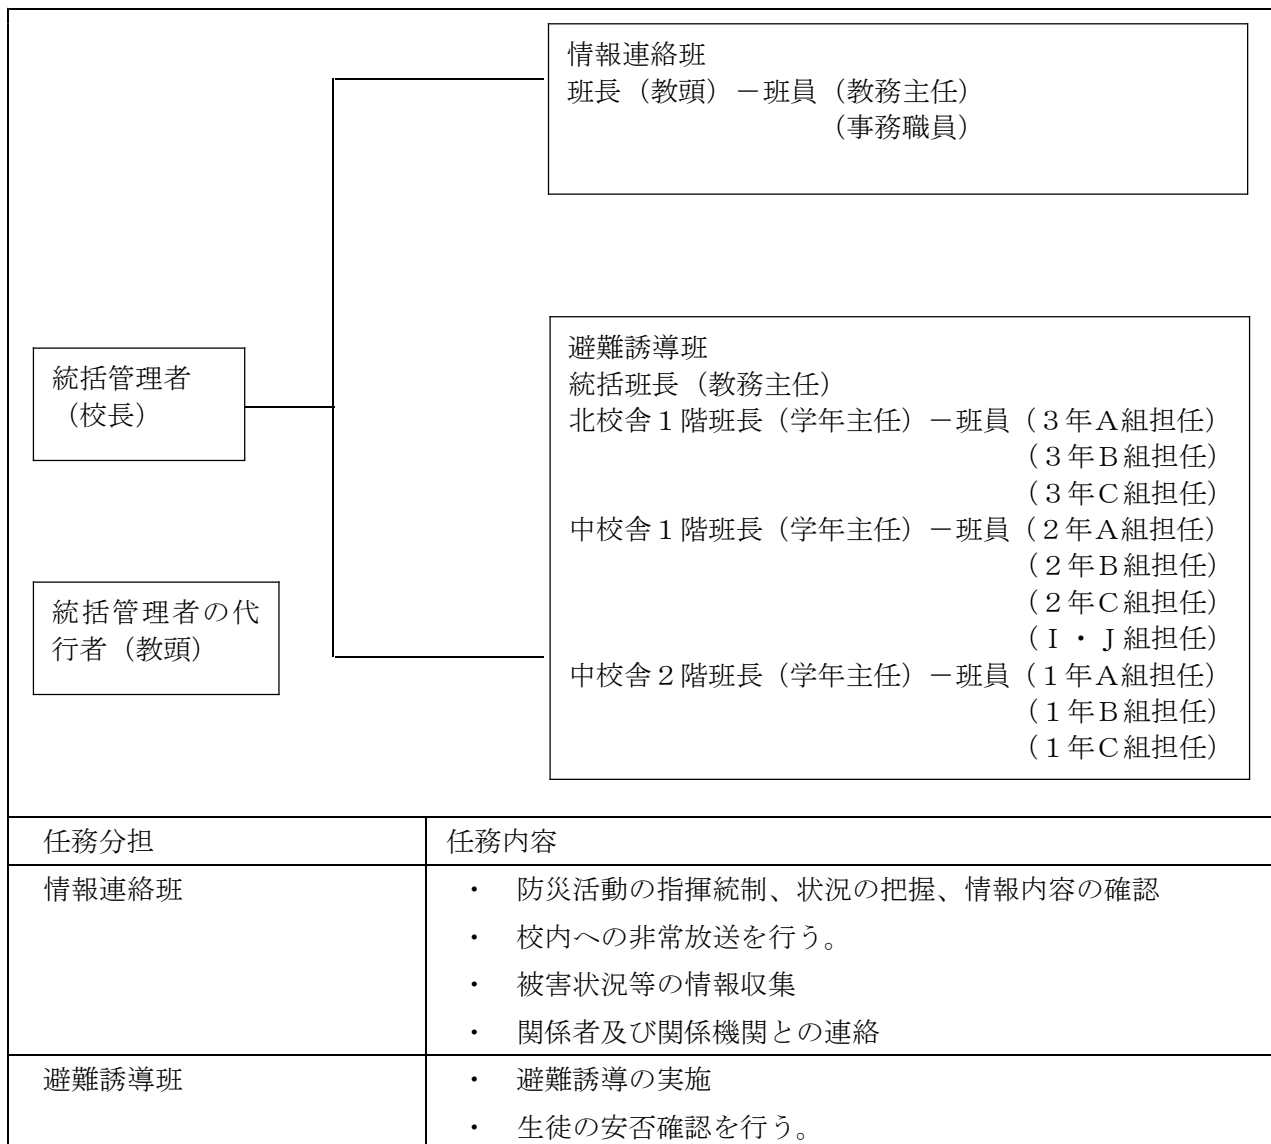 情報連絡班
班長（教頭）－班員（教務主任）
（事務職員）
統括管理者
（校長）
統括管理者の代
行者（教頭）
避難誘導班
統括班長（教務主任）
北校舎１階班長（学年主任）－班員（３年Ａ組担任）
（３年Ｂ組担任）
（３年Ｃ組担任）
中校舎１階班長（学年主任）－班員（２年Ａ組担任）
（２年Ｂ組担任）
（２年Ｃ組担任）
（Ｉ・Ｊ組担任）
中校舎２階班長（学年主任）－班員（１年Ａ組担任）
（１年Ｂ組担任）
（１年Ｃ組担任）
任務分担 任務内容
情報連絡班 ・ 防災活動の指揮統制、状況の把握、情報内容の確認
・ 校内への非常放送を行う。
・ 被害状況等の情報収集
・ 関係者及び関係機関との連絡
避難誘導班 ・ 避難誘導の実施
・ 生徒の安否確認を行う。